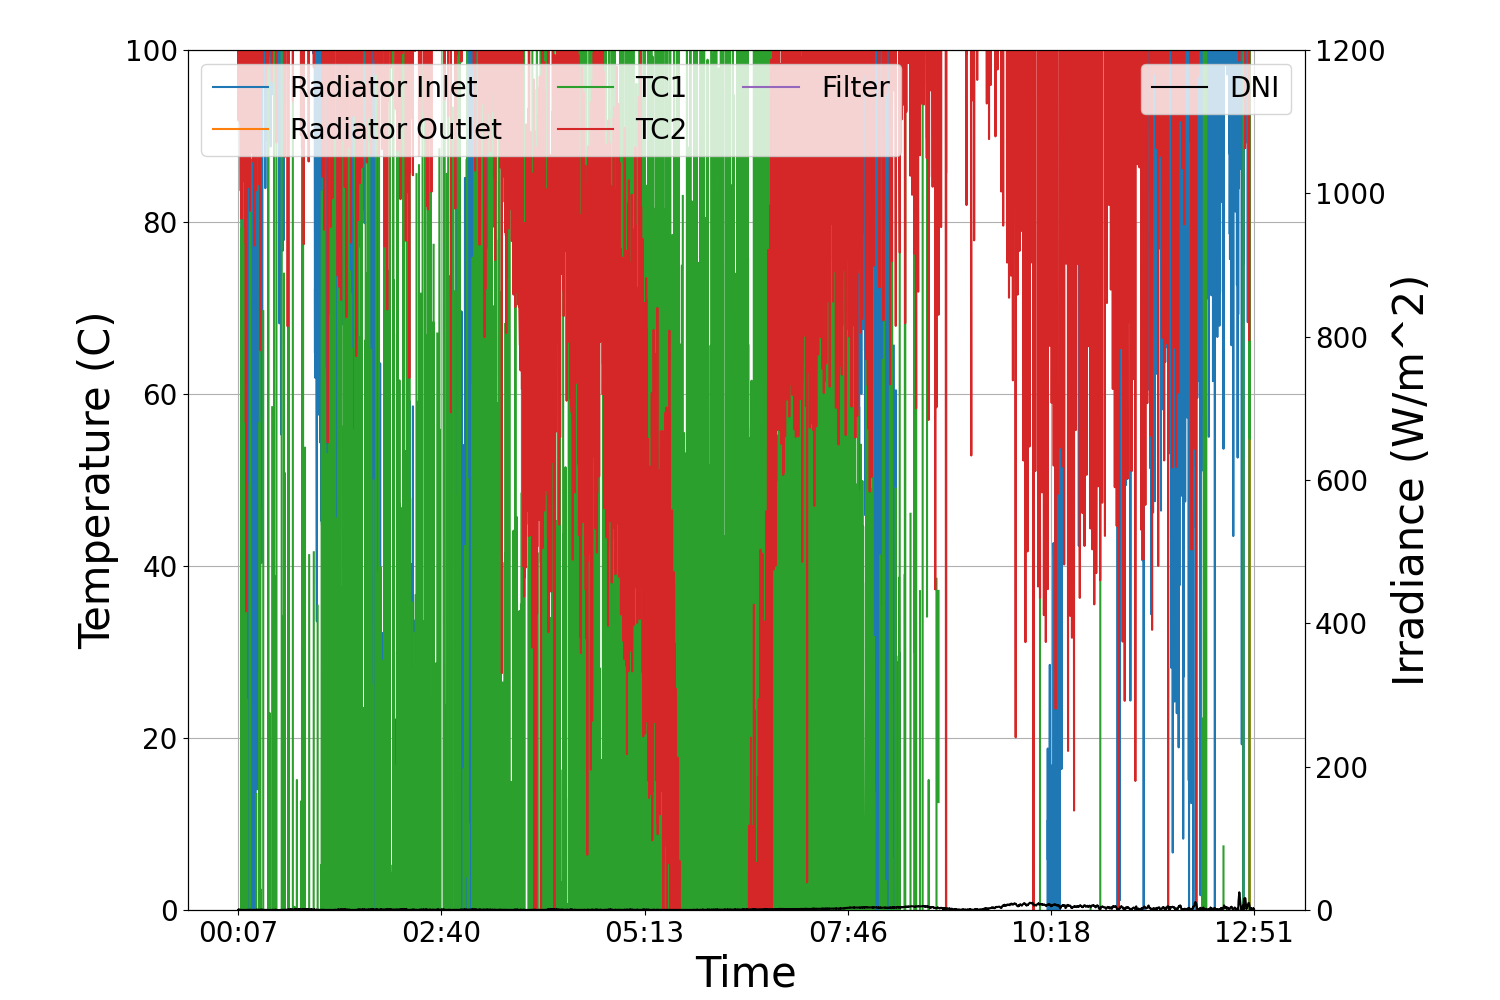 100
80
60
40
20
0
Temperature (C)
Radiator Inlet
Radiator Outlet
TC1
TC2
Filter
DNI
1200
1000
800
600
400
200
0
Irradiance (W/m^2)
00:07 02:40 05:13 07:46 10:18 12:51
Time